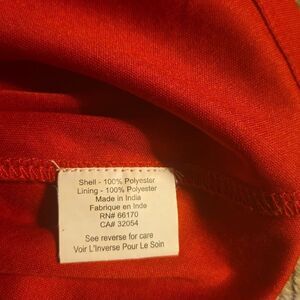 Shell - 100% Polyester
Lining - 100% Polyester
Made in India
Fabrique en Inde
RN# 66170
CA# 32054
See reverse for care
Voir L'Inverse Pour Le Soin